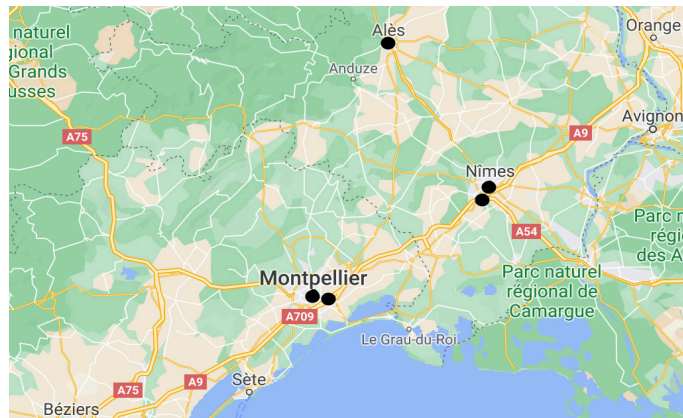 naturel
gional
Grands
usses
Alès
Anduze
Orange
Avignon
A75
A9
Nîmes
A54
Parc n
régio
des A
Montpellier
Parc naturel
régional de
Camargue
A709
Le Grau-du-Roi
Sète
A9
A75
Béziers